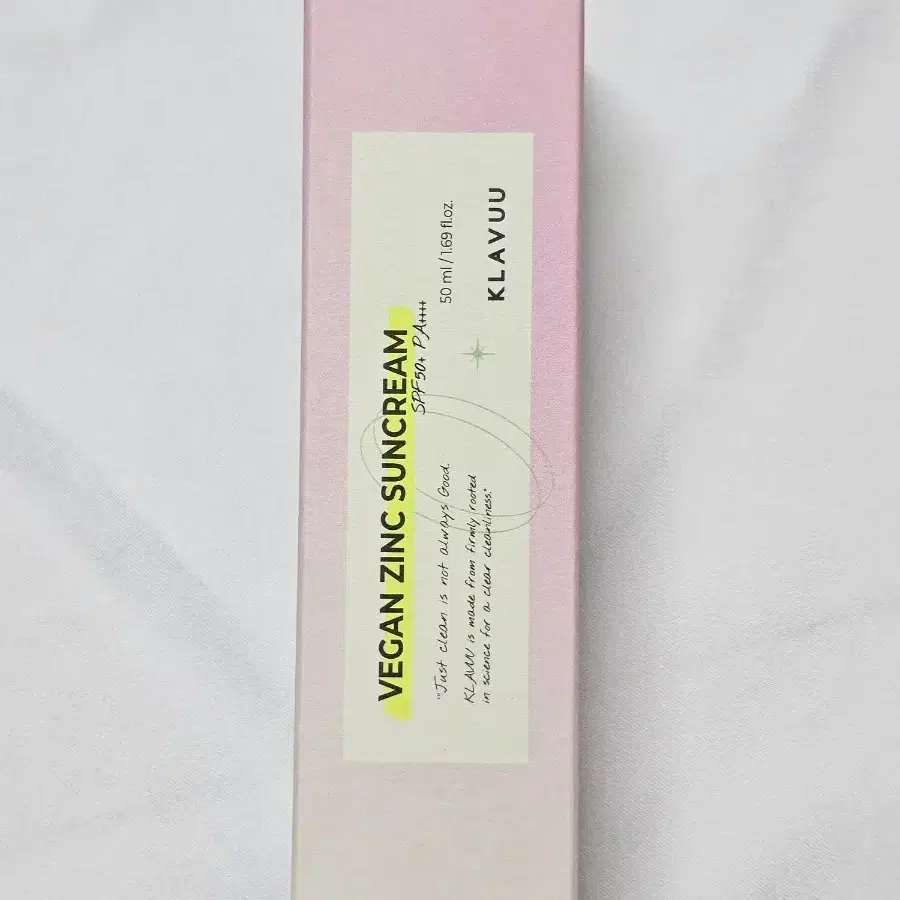 VEGAN ZINC SUNCREAM
SPF50+ PA++++
"Just clean is not always Good.
50 ml / 1.69 fl.oz.
KLAVUU is made from firmly rooted
in science for a clear cleanliness."
KLAVUU